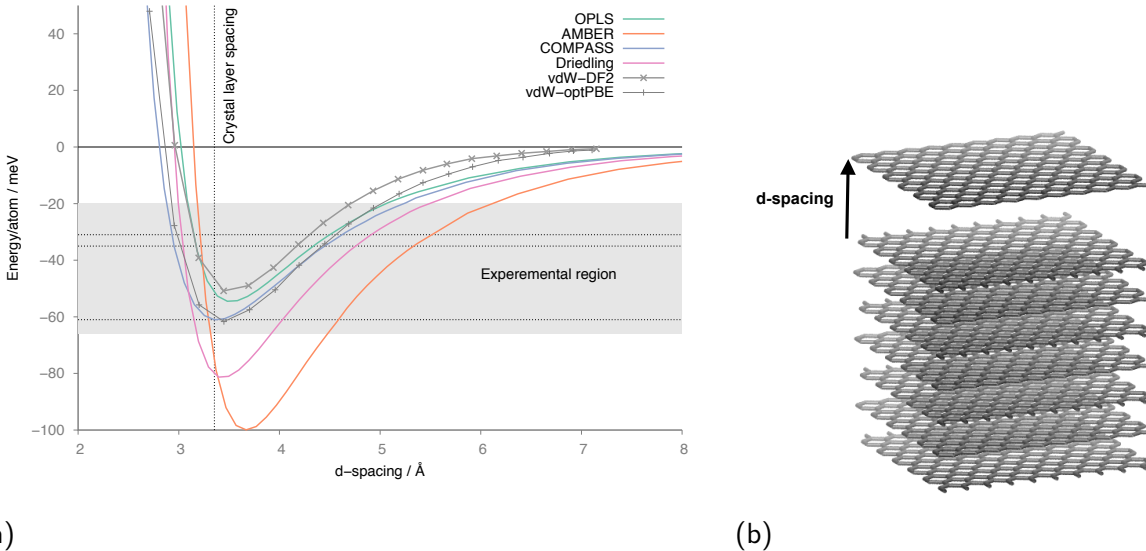 OPLS
AMBER
COMPASS
Driedling
vdW−DF2
vdW−optPBE
Crystal layer spacing
Experemental region
Energy/atom / meV
40
20
0
−20
−40
−60
−80
−100
2
3
4
5
6
7
8
d−spacing / Å
d-spacing
)
(b)